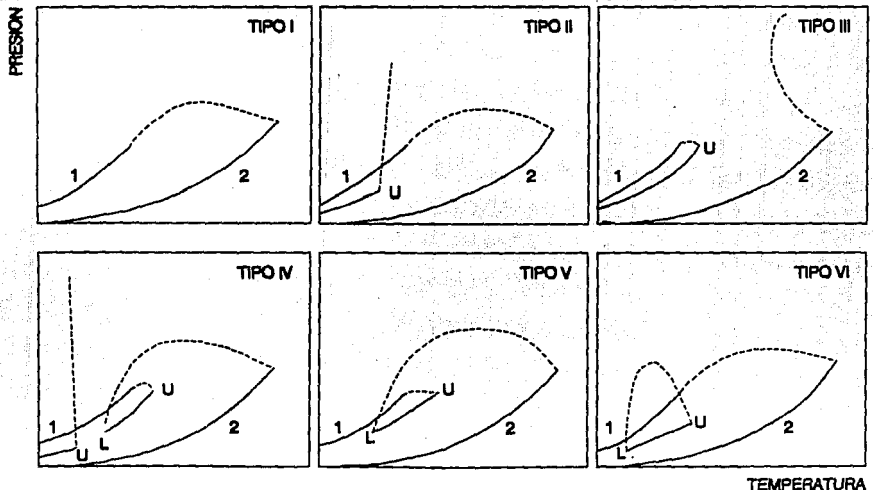 PRESION
TIPO I
1
2
TIPO II
1
U
2
TIPO III
1
U
2
TIPO IV
1
U
L
U
2
TIPO V
1
U
L
2
TIPO VI
1
U
L
2
TEMPERATURA